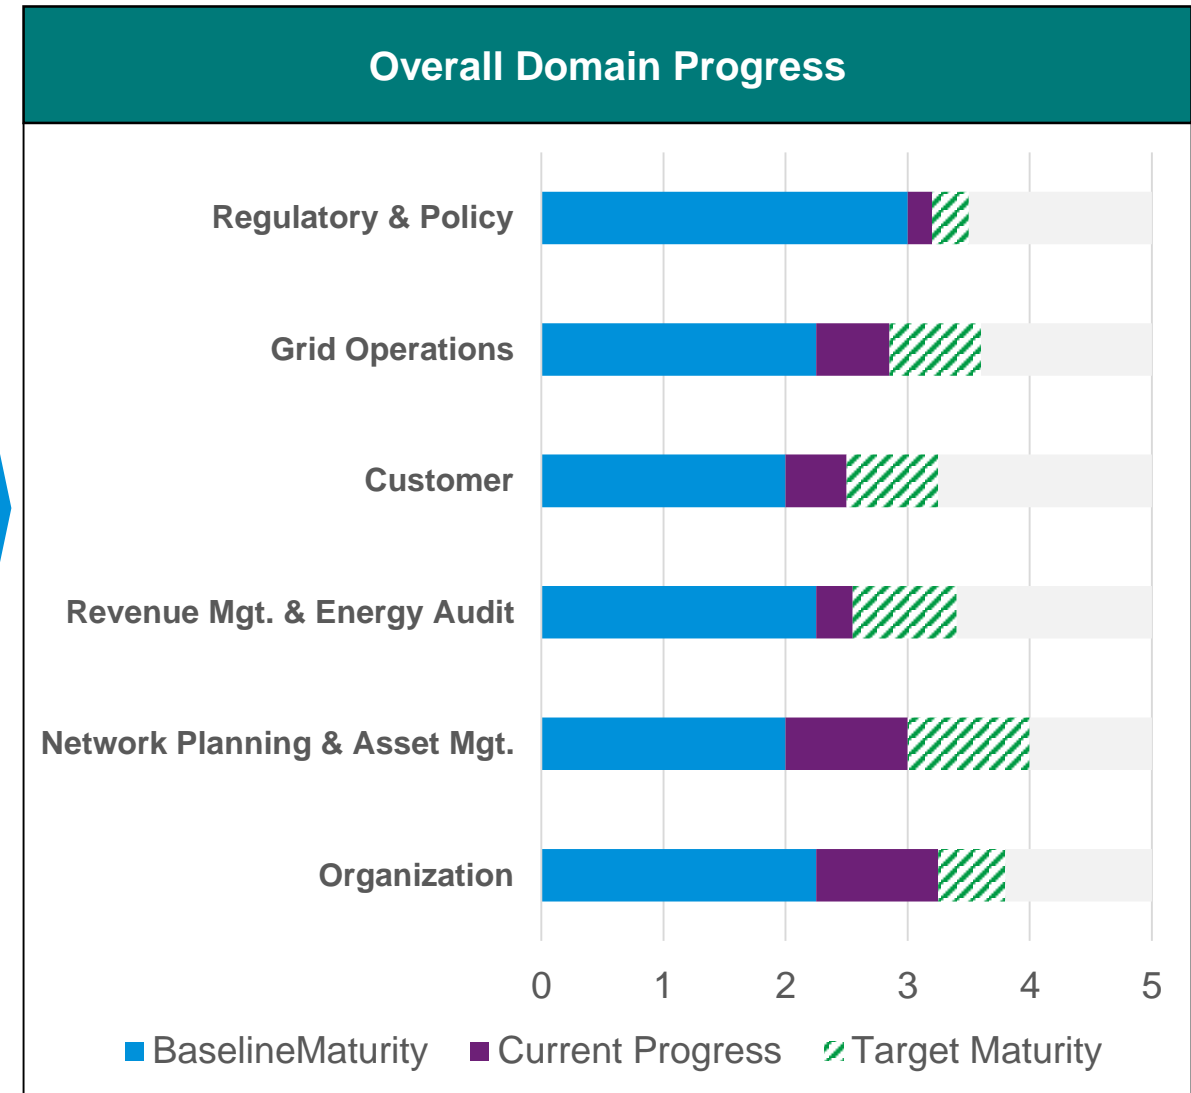 Overall Domain Progress
Regulatory & Policy
Grid Operations
Customer
Revenue Mgt. & Energy Audit
Network Planning & Asset Mgt.
Organization
0 1 2 3 4 5
BaselineMaturity Current Progress Target Maturity